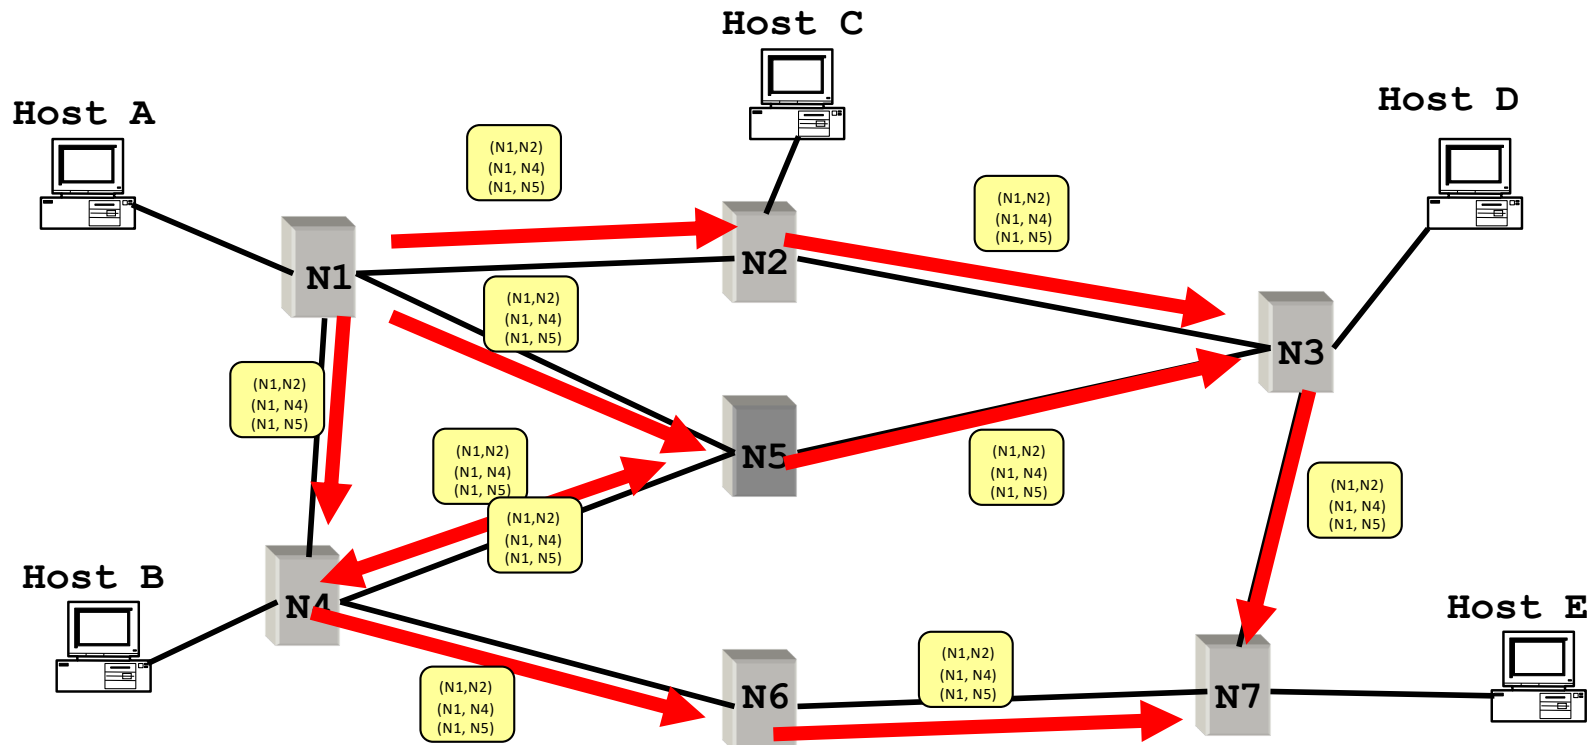 Host C
Host A
Host D
(N1,N2)
(N1, N4)
(N1, N5)
(N1,N2)
(N1, N4)
(N1, N5)
N2
N1
(N1,N2)
(N1, N4)
(N1, N5)
N3
(N1,N2)
(N1, N4)
(N1, N5)
(N1,N2)
(N1, N4)
(N1, N5)
N5
(N1,N2)
(N1, N4)
(N1, N5)
(N1,N2)
(N1, N4)
(N1, N5)
(N1,N2)
(N1, N4)
(N1, N5)
Host B
N4
Host E
(N1,N2)
(N1, N4)
(N1, N5)
(N1,N2)
(N1, N4)
(N1, N5)
N6
N7